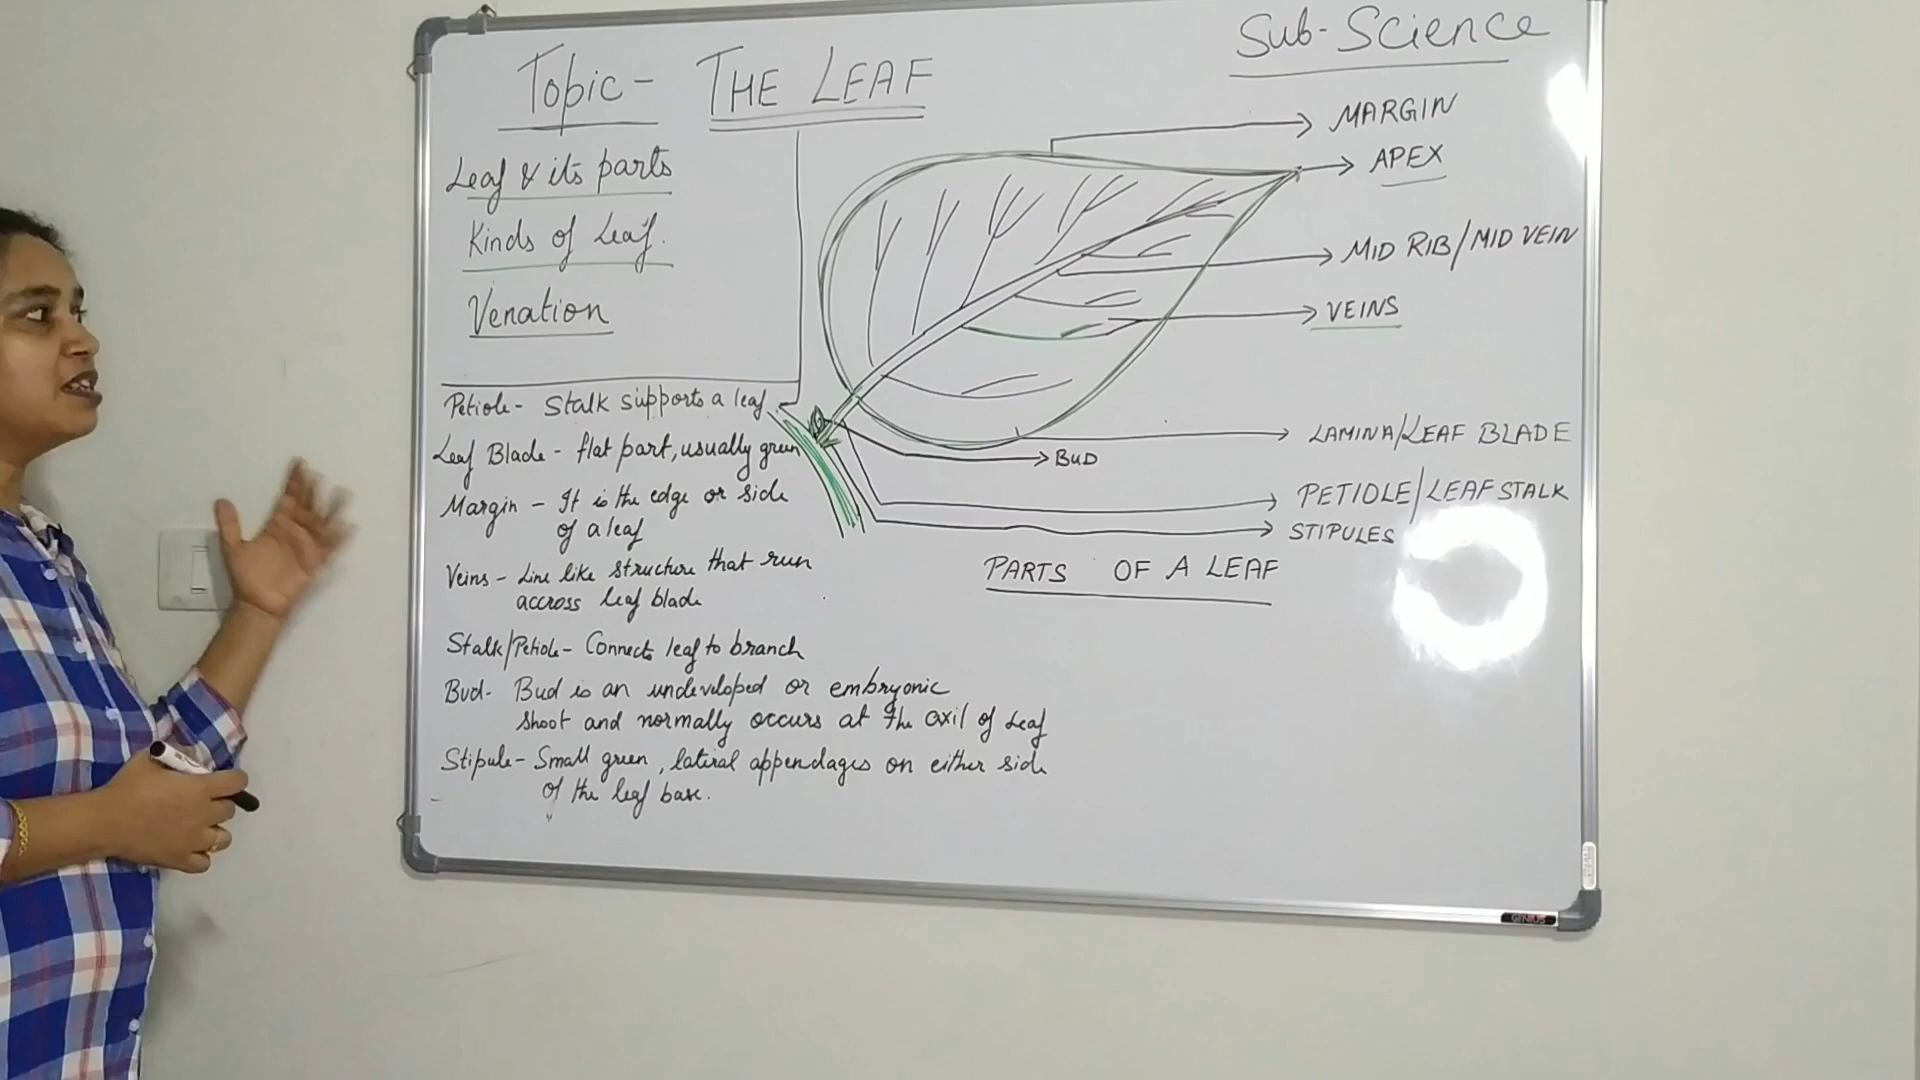 Sub- Science
Topic- THE LEAF
Leaf & its parts
Kinds of Leaf.
Venation
MARGIN
APEX
MID RIB/MID VEIN
VEINS
LAMINA/LEAF BLADE
BUD
PETIOLE/LEAF STALK
STIPULES
PARTS OF A LEAF
Petiole- Stalk supports a leaf
Leaf Blade - flat part, usually green
Margin - It is the edge or side
of a leaf
Veins - Line like structure that run
accross leaf blade
Stalk/Petiole- Connects leaf to branch
Bud- Bud is an undeveloped or embryonic
shoot and normally occurs at the axil of Leaf
Stipule- Small green, lateral appendages on either side
of the leaf base.
GENIUS